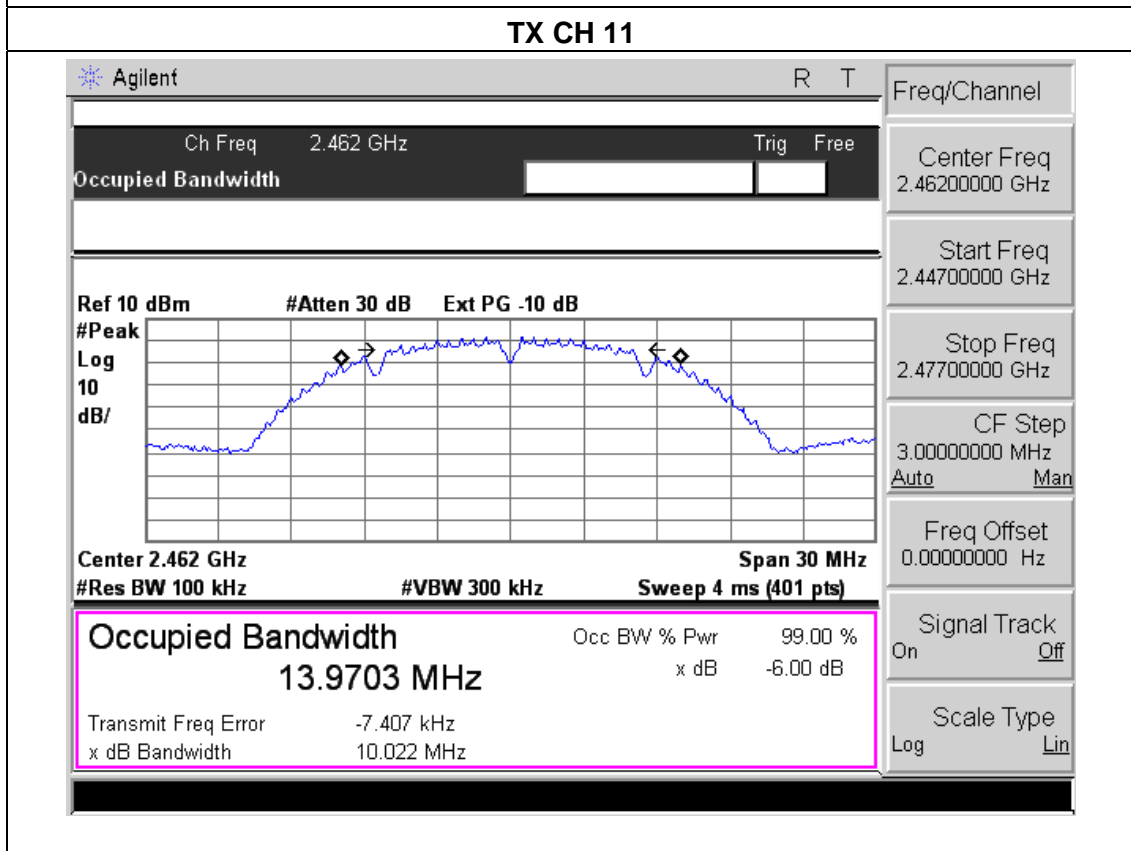 TX CH 11
Agilent R T
Ch Freq 2.462 GHz Trig Free
Occupied Bandwidth
Ref 10 dBm #Atten 30 dB Ext PG -10 dB
#Peak
Log
10
dB/
Center 2.462 GHz Span 30 MHz
#Res BW 100 kHz #VBW 300 kHz Sweep 4 ms (401 pts)
Occupied Bandwidth Occ BW % Pwr 99.00 %
13.9703 MHz x dB -6.00 dB
Transmit Freq Error -7.407 kHz
x dB Bandwidth 10.022 MHz
Freq/Channel
Center Freq
2.46200000 GHz
Start Freq
2.44700000 GHz
Stop Freq
2.47700000 GHz
CF Step
3.00000000 MHz
Auto Man
Freq Offset
0.00000000 Hz
Signal Track
On Off
Scale Type
Log Lin